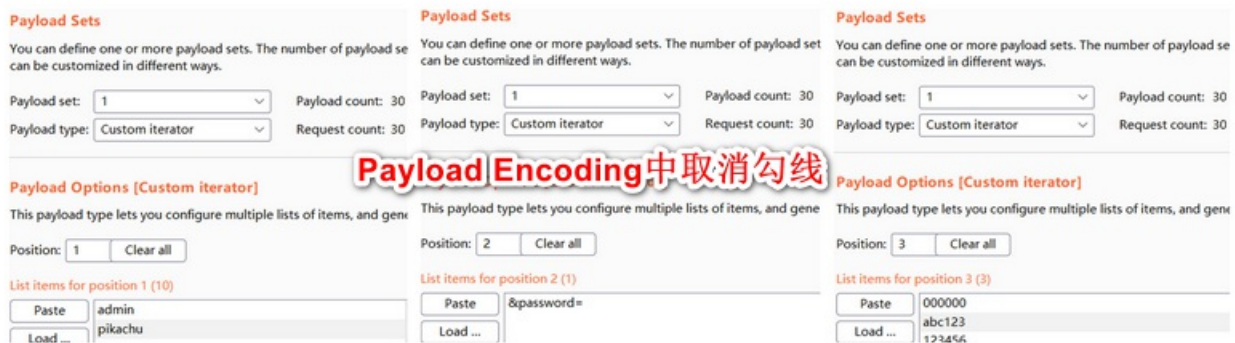 Payload Sets
You can define one or more payload sets. The number of payload se
can be customized in different ways.
Payload set: 1 Payload count: 30
Payload type: Custom iterator Request count: 30
Payload Options [Custom iterator]
This payload type lets you configure multiple lists of items, and gene
Position: 1 Clear all
List items for position 1 (10)
Paste admin
Load ... pikachu
Payload Sets
You can define one or more payload sets. The number of payload set
can be customized in different ways.
Payload set: 1 Payload count: 30
Payload type: Custom iterator Request count: 30
Payload Encoding中取消勾线
This payload type lets you configure multiple lists of items, and gene
Position: 2 Clear all
List items for position 2 (1)
Paste &password=
Load ...
Payload Sets
You can define one or more payload sets. The number of payload se
can be customized in different ways.
Payload set: 1 Payload count: 30
Payload type: Custom iterator Request count: 30
Payload Options [Custom iterator]
This payload type lets you configure multiple lists of items, and gene
Position: 3 Clear all
List items for position 3 (3)
Paste 000000
Load ... abc123
123456